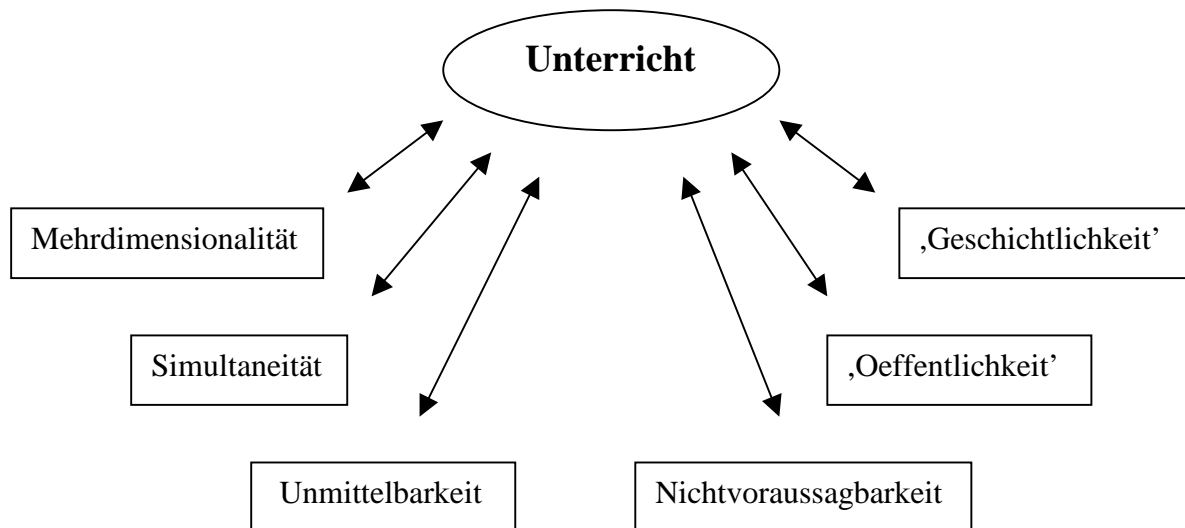 Unterricht
Mehrdimensionalität
‚Geschichtlichkeit’
Simultaneität
‚Oeffentlichkeit’
Unmittelbarkeit
Nichtvoraussagbarkeit